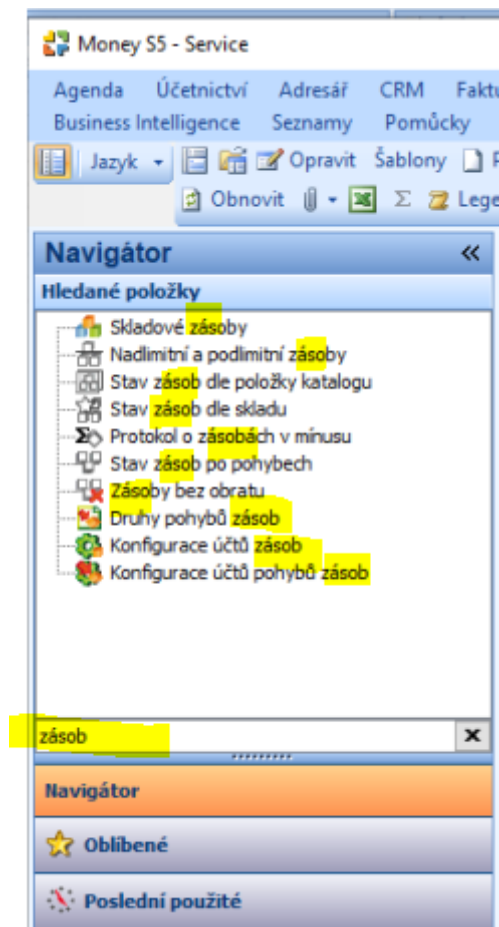 Money S5 - Service
Agenda Účetnictví Adresář CRM
Business Intelligence Seznamy Pomůcky
Jazyk Opravit Šablony
Obnovit Σ
Navigátor «
Hledané položky
Skladové zásoby
Nadlimitní a podlimitní zásoby
Stav zásob dle položky katalogu
Stav zásob dle skladu
Protokol o zásobách v mínusu
Stav zásob po pohybech
Zásoby bez obratu
Druhy pohybů zásob
Konfigurace účtů zásob
Konfigurace účtů pohybů zásob
zásob
Navigátor
Oblíbené
Poslední použité